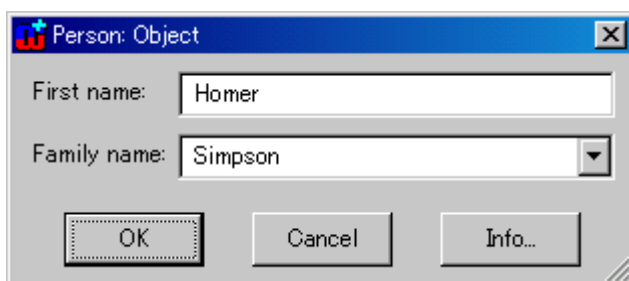 Person: Object
First name: Homer
Family name: Simpson
OK Cancel Info...